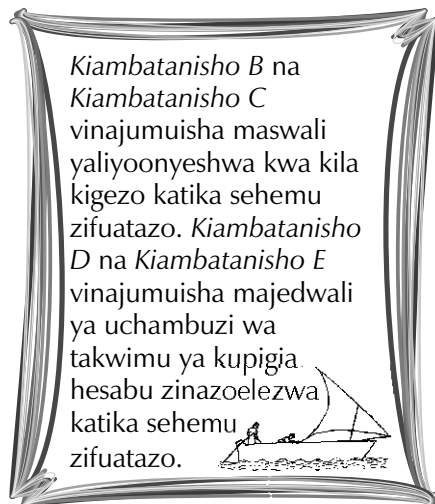 Kiambatanisho B na
Kiambatanisho C
vinajumuisha maswali
yaliyoonyeshwa kwa kila
kigezo katika sehemu
zifuatazo. Kiambatanisho
D na Kiambatanisho E
vinajumuisha majedwali
ya uchambuzi wa
takwimu ya kupigia
hesabu zinazoelezwa
katika sehemu
zifuatazo.